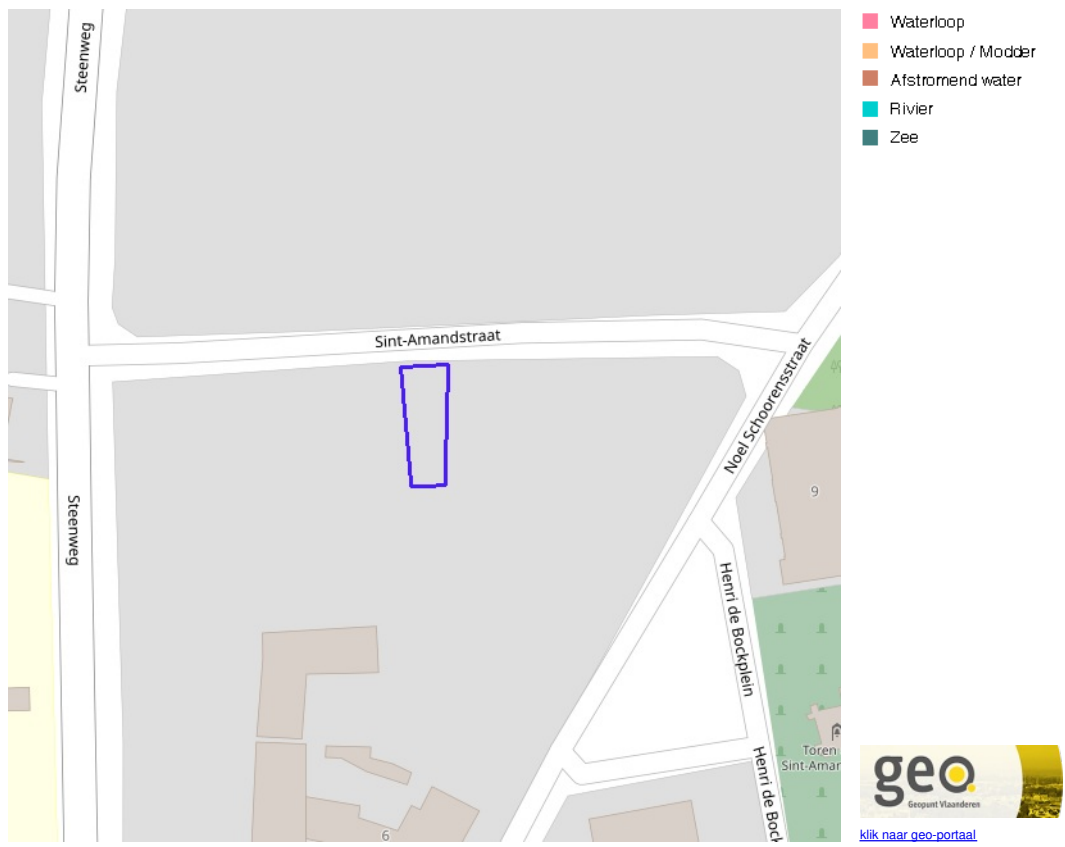 Steenweg
Sint-Amandstraat
Noel Schoorensstraat
9
Steenweg
Henri de Bockplein
Toren
Sint-Amar
Henri de Bock
6
Waterloop
Waterloop / Modder
Afstromend water
Rivier
Zee
geo.
Geopunt Vlaanderen
klik naar geo-portaal